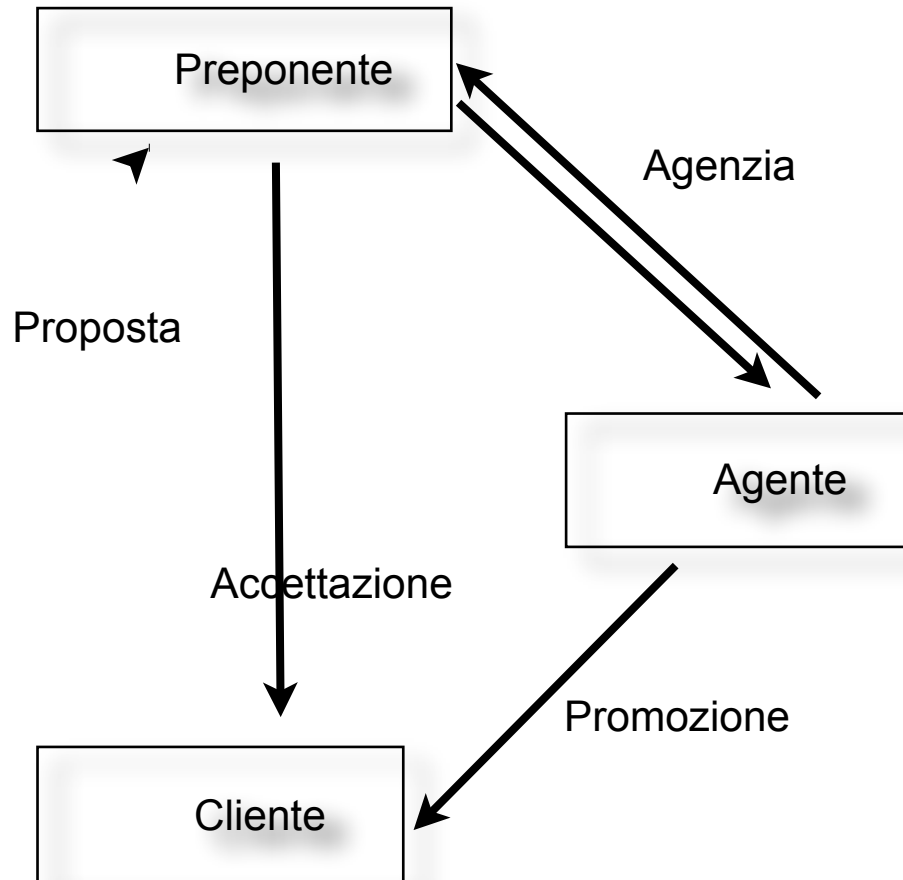 Preponente
Agenzia
Proposta
Agente
Accettazione
Promozione
Cliente